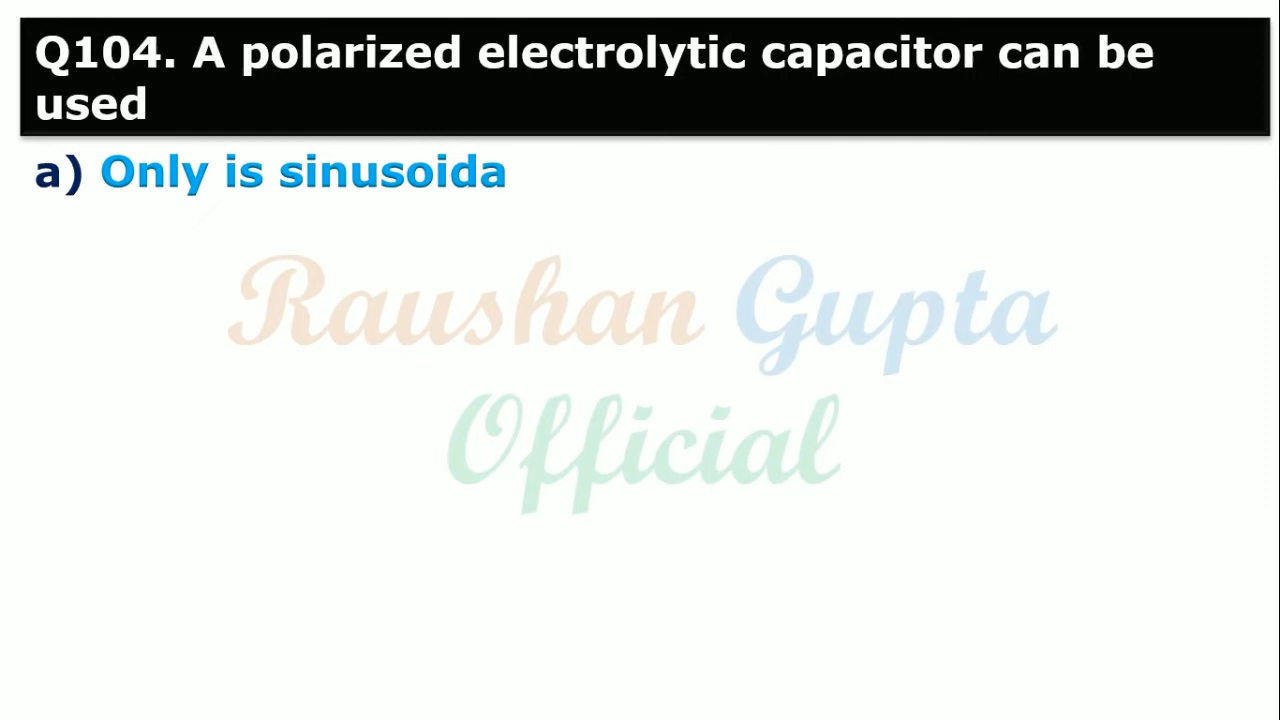 Q104. A polarized electrolytic capacitor can be
used
a) Only is sinusoida
Raushan Gupta
Official